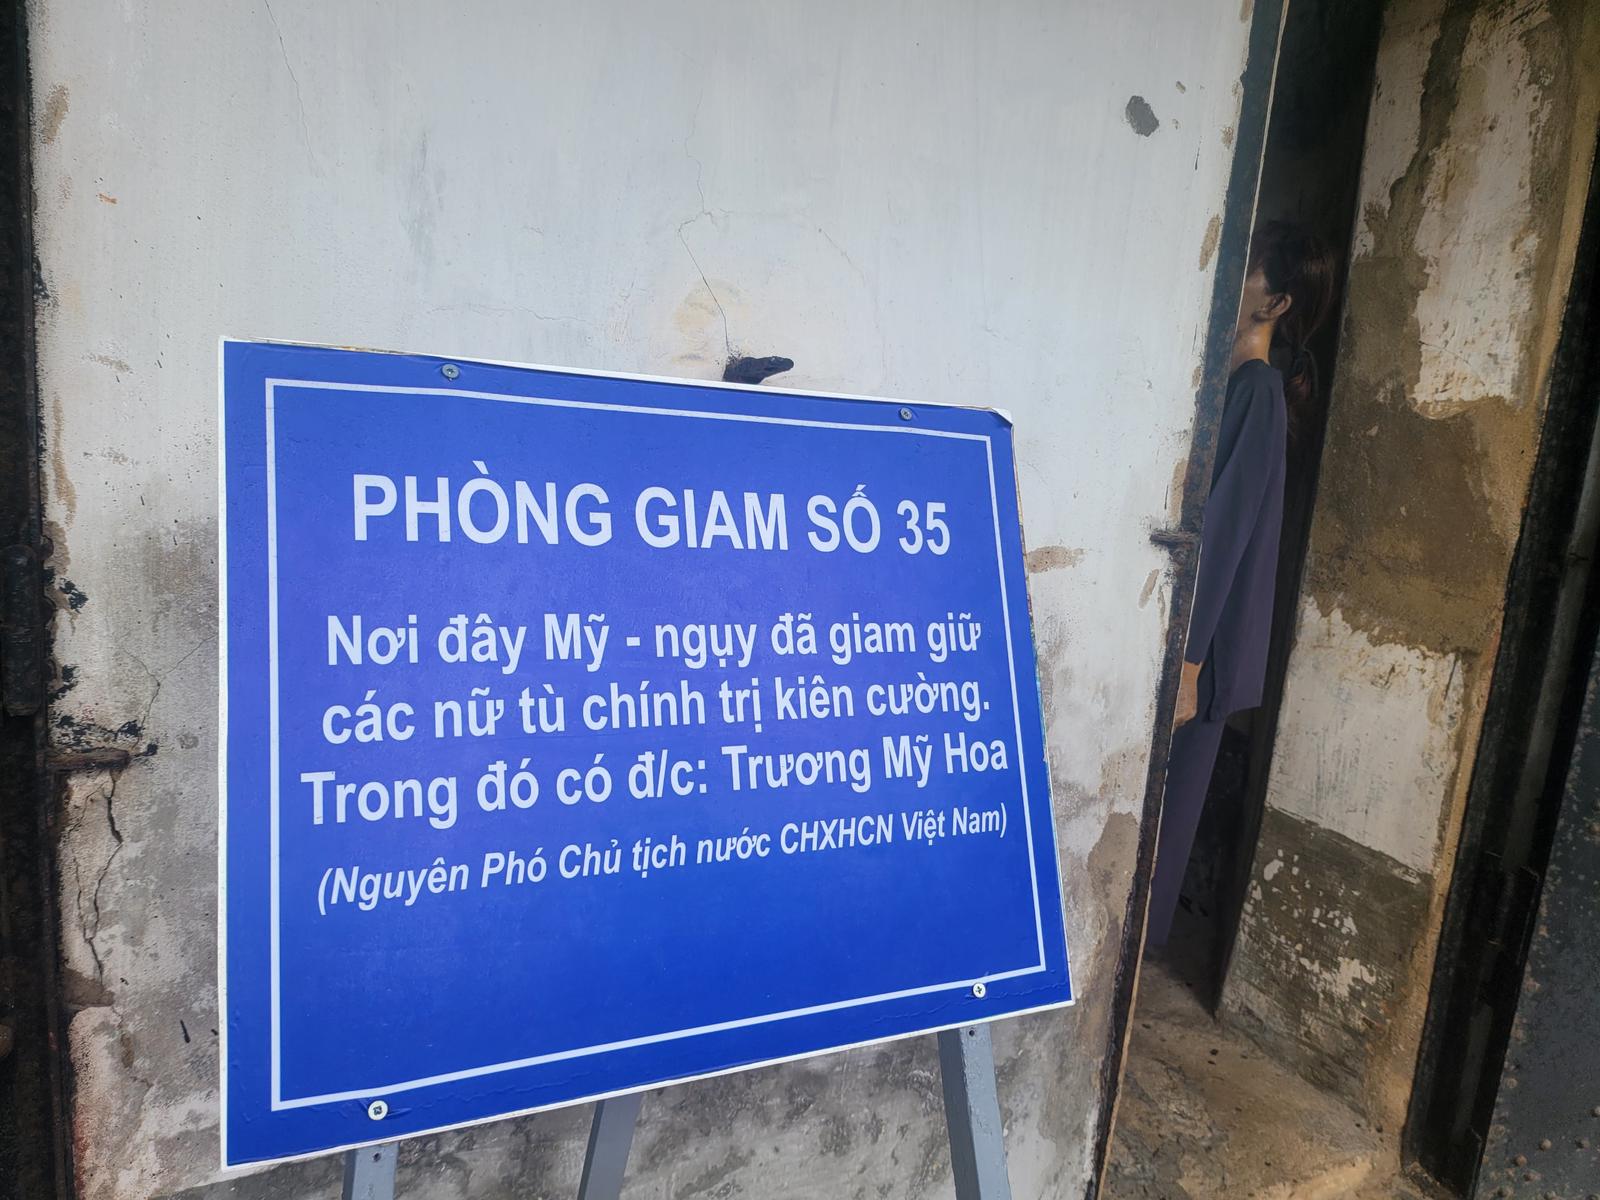 PHÒNG GIAM SỐ 35
Nơi đây Mỹ - ngụy đã giam giữ
các nữ tù chính trị kiên cường.
Trong đó có đ/c: Trương Mỹ Hoa
(Nguyên Phó Chủ tịch nước CHXHCN Việt Nam)